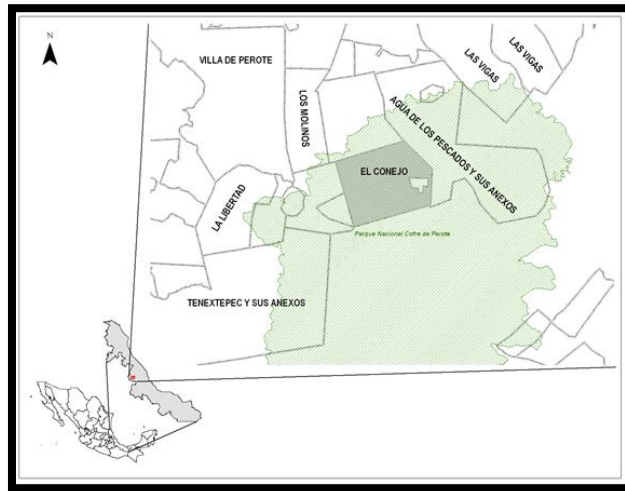 N
VILLA DE PEROTE
LAS VIGAS
LAS VIGAS
LOS MOLINOS
AGUA DE LOS PESCADOS Y SUS ANEXOS
EL CONEJO
LA LIBERTAD
Parque Nacional Cofre de Perote
TENEXTEPEC Y SUS ANEXOS